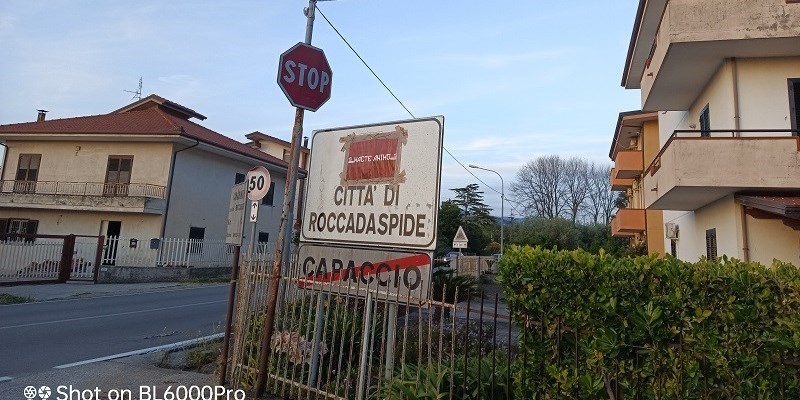 STOP
50
CITTA' DI
ROCCADASPIDE
CAPACCIO
Shot on BL6000Pro